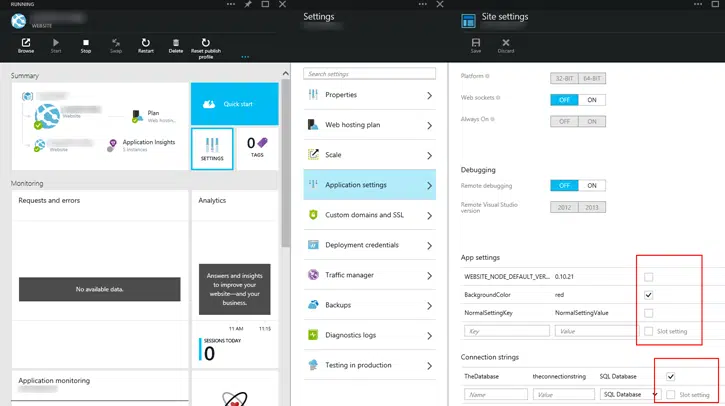 RUNNING
WEBSITE
Browse
Start
Stop
Swap
Restart
Delete
Reset publish
profile
Summary
Website
Plan
Web hostin...
Website
Application Insights
5 instances
Quick start
SETTINGS
0
TAGS
Monitoring
Requests and errors
No available data.
Analytics
Answers and insights
to improve your
website—and your
business.
11 AM
11:15
SESSIONS TODAY
0
Application monitoring
Settings
Search settings
Properties
Web hosting plan
Scale
Application settings
Custom domains and SSL
Deployment credentials
Traffic manager
Backups
Diagnostics logs
Testing in production
Site settings
Save
Discard
Platform
32-BIT
64-BIT
Web sockets
OFF
ON
Always On
OFF
ON
Debugging
Remote debugging
OFF
ON
Remote Visual Studio
version
2012
2013
App settings
WEBSITE_NODE_DEFAULT_VER...
0.10.21
BackgroundColor
red
NormalSettingKey
NormalSettingValue
Key
Value
Slot setting
Connection strings
TheDatabase
theconnectionstring
SQL Database
Name
Value
SQL Database
Slot setting